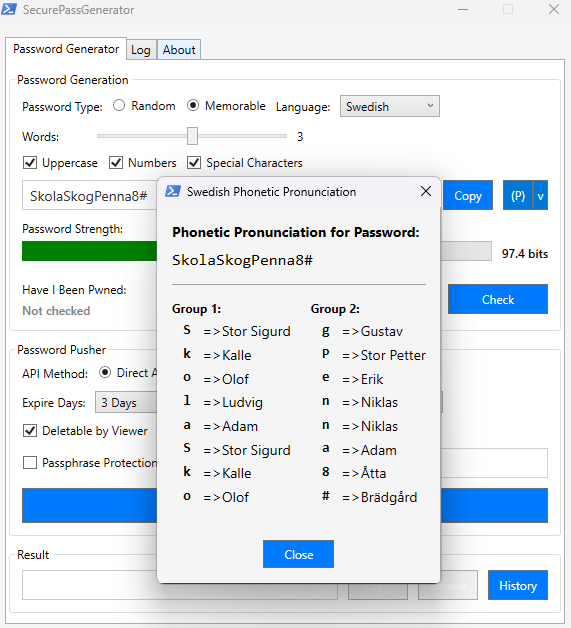 SecurePassGenerator
Password Generator Log About
Password Generation
Password Type: Random Memorable Language: Swedish
Words: 3
Uppercase Numbers Special Characters
SkolaSkogPenna8# Copy (P) v
Password Strength: 97.4 bits
Have I Been Pwned:
Not checked
Check
Password Pusher
API Method: Direct A
Expire Days: 3 Days
Deletable by Viewer
Passphrase Protection
Result
History
Swedish Phonetic Pronunciation
Phonetic Pronunciation for Password:
SkolaSkogPenna8#
Group 1:
S =>Stor Sigurd
k =>Kalle
o =>Olof
l =>Ludvig
a =>Adam
S =>Stor Sigurd
k =>Kalle
o =>Olof
Group 2:
g =>Gustav
P =>Stor Petter
e =>Erik
n =>Niklas
n =>Niklas
a =>Adam
8 =>Åtta
# =>Brädgård
Close